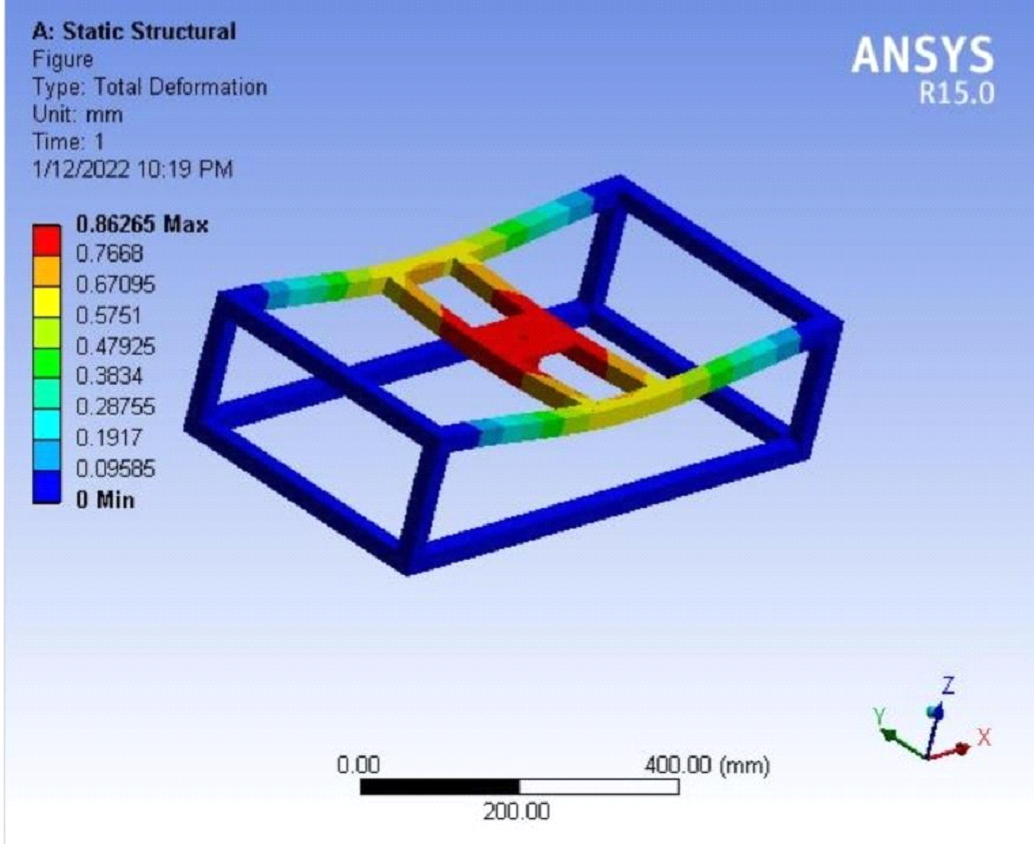 A: Static Structural
Figure
Type: Total Deformation
Unit: mm
Time: 1
1/12/2022 10:19 PM
ANSYS
R15.0
0.86265 Max
0.7668
0.67095
0.5751
0.47925
0.3834
0.28755
0.1917
0.09585
0 Min
Z
Y
X
0.00
400.00 (mm)
200.00